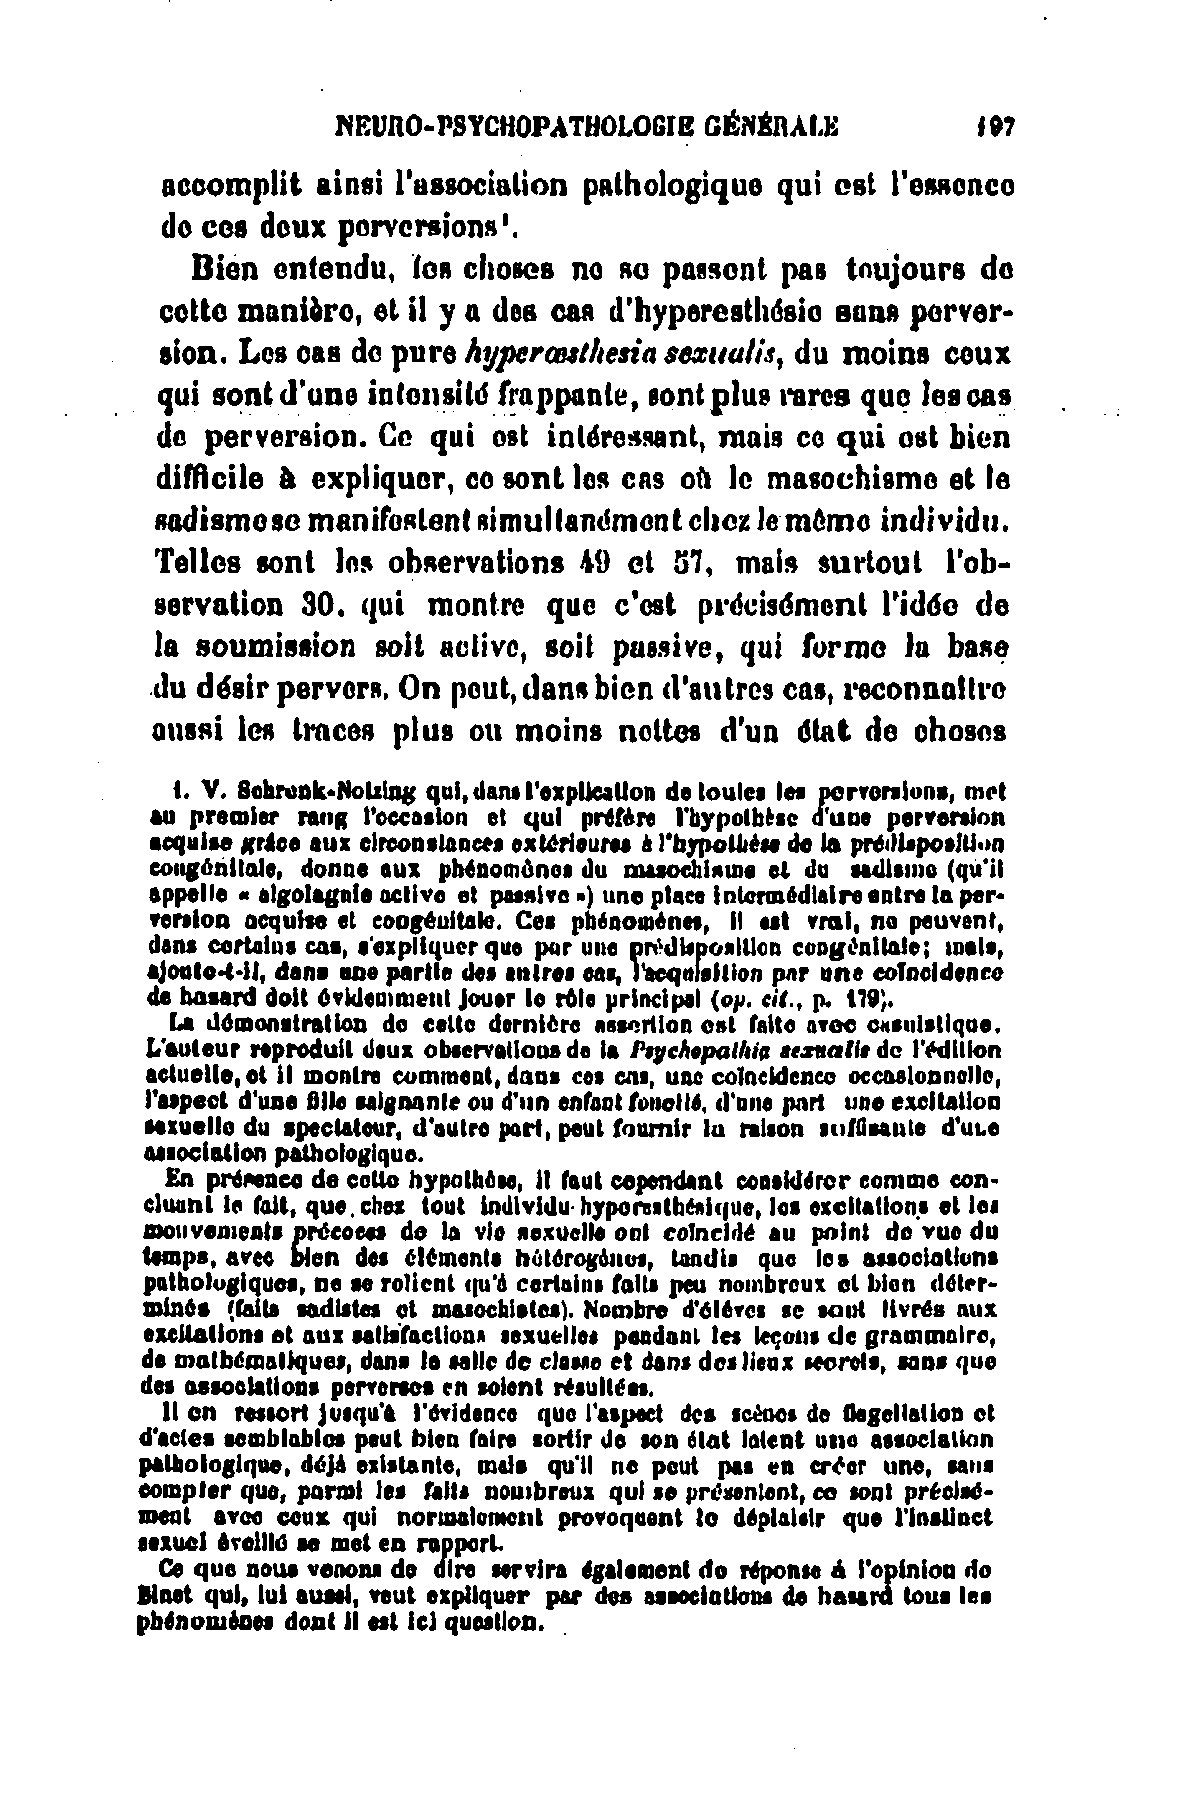 NEURO-PSYCHOPATHOLOGIE GÉNÉRALE 197
accomplit ainsi l'association pathologique qui est l'essence
de ces deux perversions¹.
Bien entendu, les choses ne se passent pas toujours de
cette manière, et il y a des cas d'hyperesthésie sans perver-
sion. Les cas de pure hyperœsthesia sexualis, du moins ceux
qui sont d'une intensité frappante, sont plus rares que les cas
de perversion. Ce qui est intéressant, mais ce qui est bien
difficile à expliquer, ce sont les cas où le masochisme et le
sadisme se manifestent simultanément chez le même individu.
Telles sont les observations 49 et 57, mais surtout l'ob-
servation 30. qui montre que c'est précisément l'idée de
la soumission soit active, soit passive, qui forme la base
du désir pervers. On peut, dans bien d'autres cas, reconnaître
aussi les traces plus ou moins nettes d'un état de choses
1. V. Schrenk-Notzing qui, dans l'explication de toutes les perversions, met
au premier rang l'occasion et qui préfère l'hypothèse d'une perversion
acquise grâce aux circonstances extérieures à l'hypothèse de la prédisposition
congénitale, donne aux phénomènes du masochisme et du sadisme (qu'il
appelle « algolagnie active et passive ») une place intermédiaire entre la per-
version acquise et congénitale. Ces phénomènes, il est vrai, ne peuvent,
dans certains cas, s'expliquer que par une prédisposition congénitale; mais,
ajoute-t-il, dans une partie des autres cas, l'acquisition par une coïncidence
de hasard doit évidemment jouer le rôle principal (op. cit., p. 179).
La démonstration de cette dernière assertion est faite avec casuistique.
L'auteur reproduit deux observations de la Psychopathia sexualis de l'édition
actuelle, et il montre comment, dans ces cas, une coïncidence occasionnelle,
l'aspect d'une fille saignante ou d'un enfant fouetté, d'une part une excitation
sexuelle du spectateur, d'autre part, peut fournir la raison suffisante d'une
association pathologique.
En présence de cette hypothèse, il faut cependant considérer comme con-
cluant le fait, que chez tout individu hyperesthésique, les excitations et les
mouvements précoces de la vie sexuelle ont coïncidé au point de vue du
temps, avec bien des éléments hétérogènes, tandis que les associations
pathologiques, ne se relient qu'à certains faits peu nombreux et bien déter-
minés (faits sadistes et masochistes). Nombre d'élèves se sont livrés aux
excitations et aux satisfactions sexuelles pendant les leçons de grammaire,
de mathématiques, dans la salle de classe et dans des lieux secrets, sans que
des associations perverses en soient résultées.
Il en ressort jusqu'à l'évidence que l'aspect des scènes de flagellation et
d'actes semblables peut bien faire sortir de son état latent une association
pathologique, déjà existante, mais qu'il ne peut pas en créer une, sans
compter que, parmi les faits nombreux qui se présentent, ce sont précisé-
ment avec ceux qui normalement provoquent le déplaisir que l'instinct
sexuel éveillé se met en rapport.
Ce que nous venons de dire servira également de réponse à l'opinion de
Binet qui, lui aussi, veut expliquer par des associations de hasard tous les
phénomènes dont il est ici question.